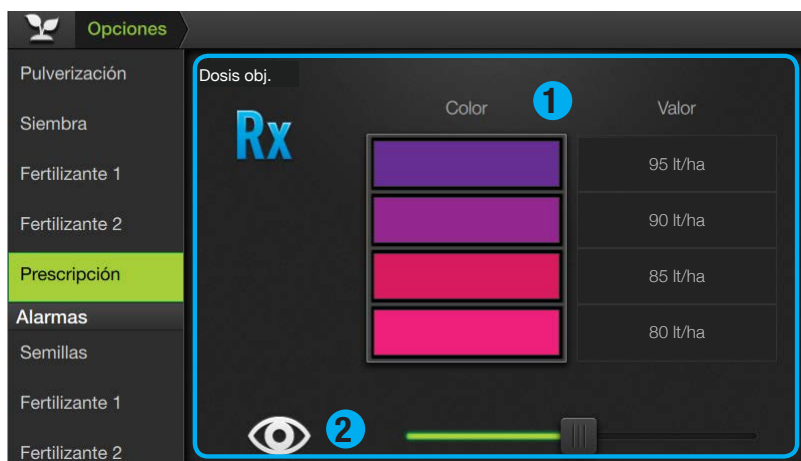 Opciones
Pulverización
Siembra
Fertilizante 1
Fertilizante 2
Prescripción
Alarmas
Semillas
Fertilizante 1
Fertilizante 2
Dosis obj.
Rx
Color
1
Valor
95 lt/ha
90 lt/ha
85 lt/ha
80 lt/ha
2